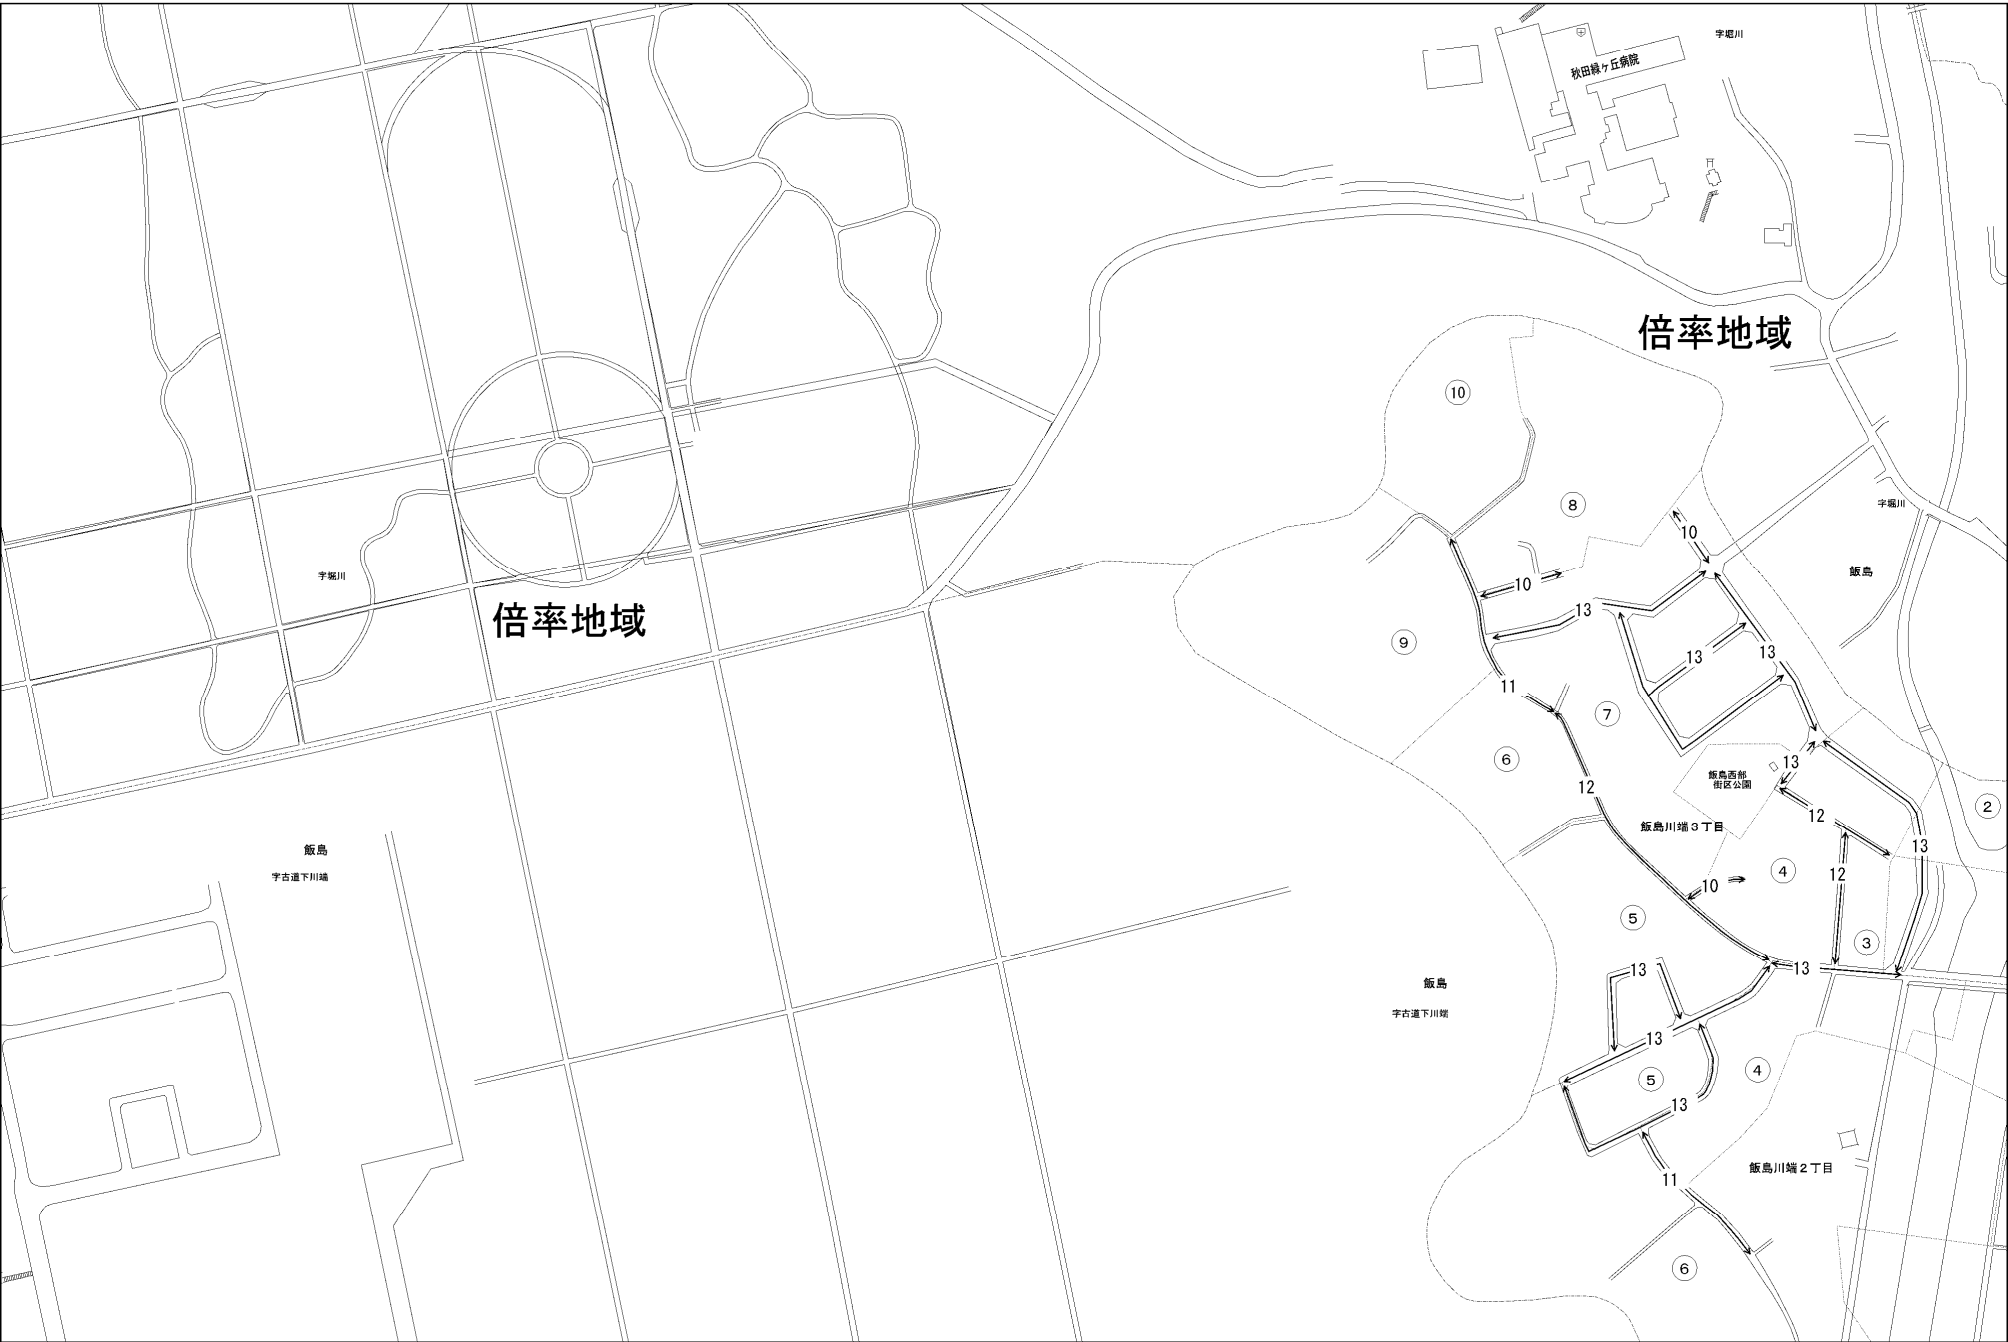 字堀川
秋田緑ヶ丘病院
倍率地域
⑩
⑧
字堀川
10
飯島
字堀川
10
倍率地域
13
⑨
13
13
11
⑦
⑥
13
飯島西部
街区公園
12
②
12
飯島川端3丁目
13
飯島
字古道下川端
④
12
10
⑤
③
13
13
飯島
字古道下川端
13
④
⑤
13
飯島川端2丁目
11
⑥